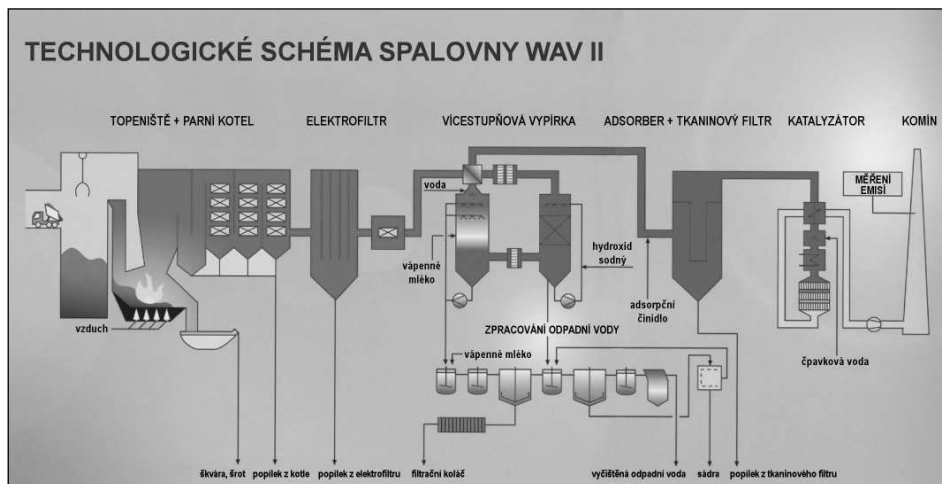 TECHNOLOGICKÉ SCHÉMA SPALOVNY WAV II
TOPENIŠTĚ + PARNÍ KOTEL
ELEKTROFILTR
VÍCESTUPŇOVÁ VYPÍRKA
ADSORBER + TKANINOVÝ FILTR
KATALYZÁTOR
KOMÍN
MĚŘENÍ
EMISÍ
voda
vápenné
mléko
hydroxid
sodný
adsorpční
činidlo
vzduch
ZPRACOVÁNÍ ODPADNÍ VODY
vápenné mléko
čpavková voda
škvára, šrot
popílek z kotle
popílek z elektrofiltru
filtrační koláč
vyčištěná odpadní voda
sádra
popílek z tkaninového filtru